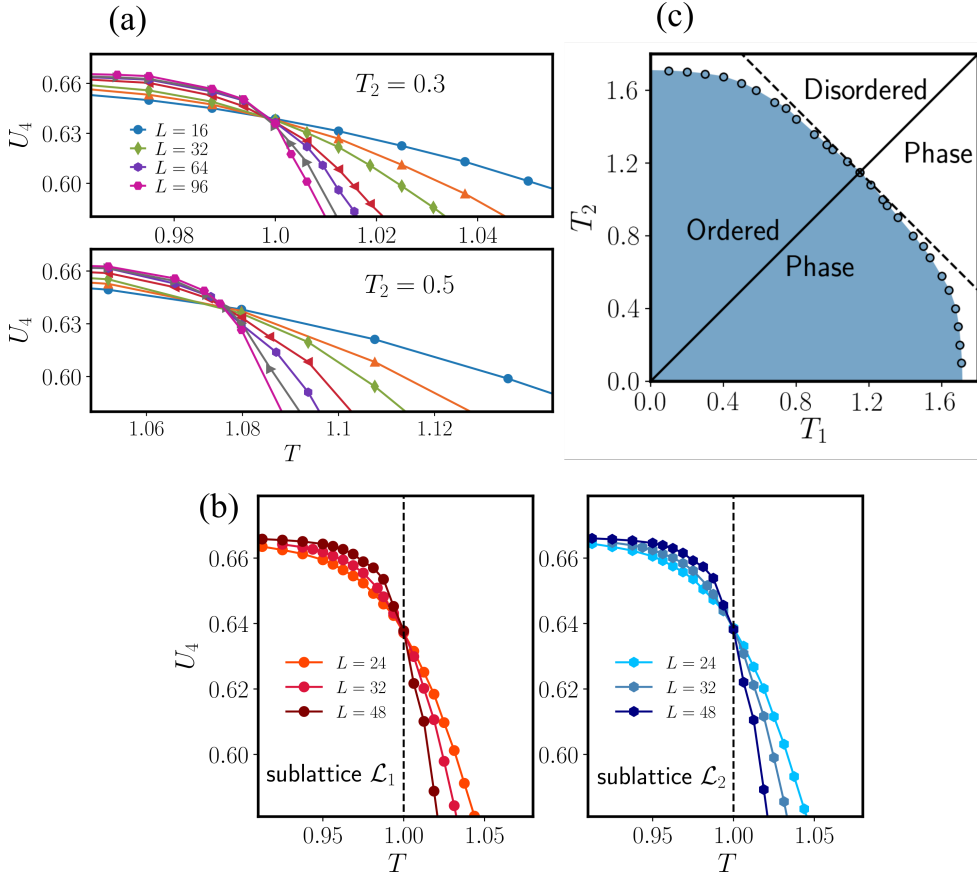 (a)
U₄
0.66
0.63
0.60
T₂ = 0.3
L = 16
L = 32
L = 64
L = 96
0.98
1.0
1.02
1.04
U₄
0.66
0.63
0.60
T₂ = 0.5
1.06
1.08
1.1
1.12
T
(c)
T₂
1.6
1.2
0.8
0.4
0.0
Disordered
Phase
Ordered
Phase
0.0
0.4
0.8
1.2
1.6
T₁
(b)
U₄
0.66
0.64
0.62
0.60
L = 24
L = 32
L = 48
sublattice ℒ₁
0.95
1.00
1.05
T
0.66
0.64
0.62
0.60
L = 24
L = 32
L = 48
sublattice ℒ₂
0.95
1.00
1.05
T